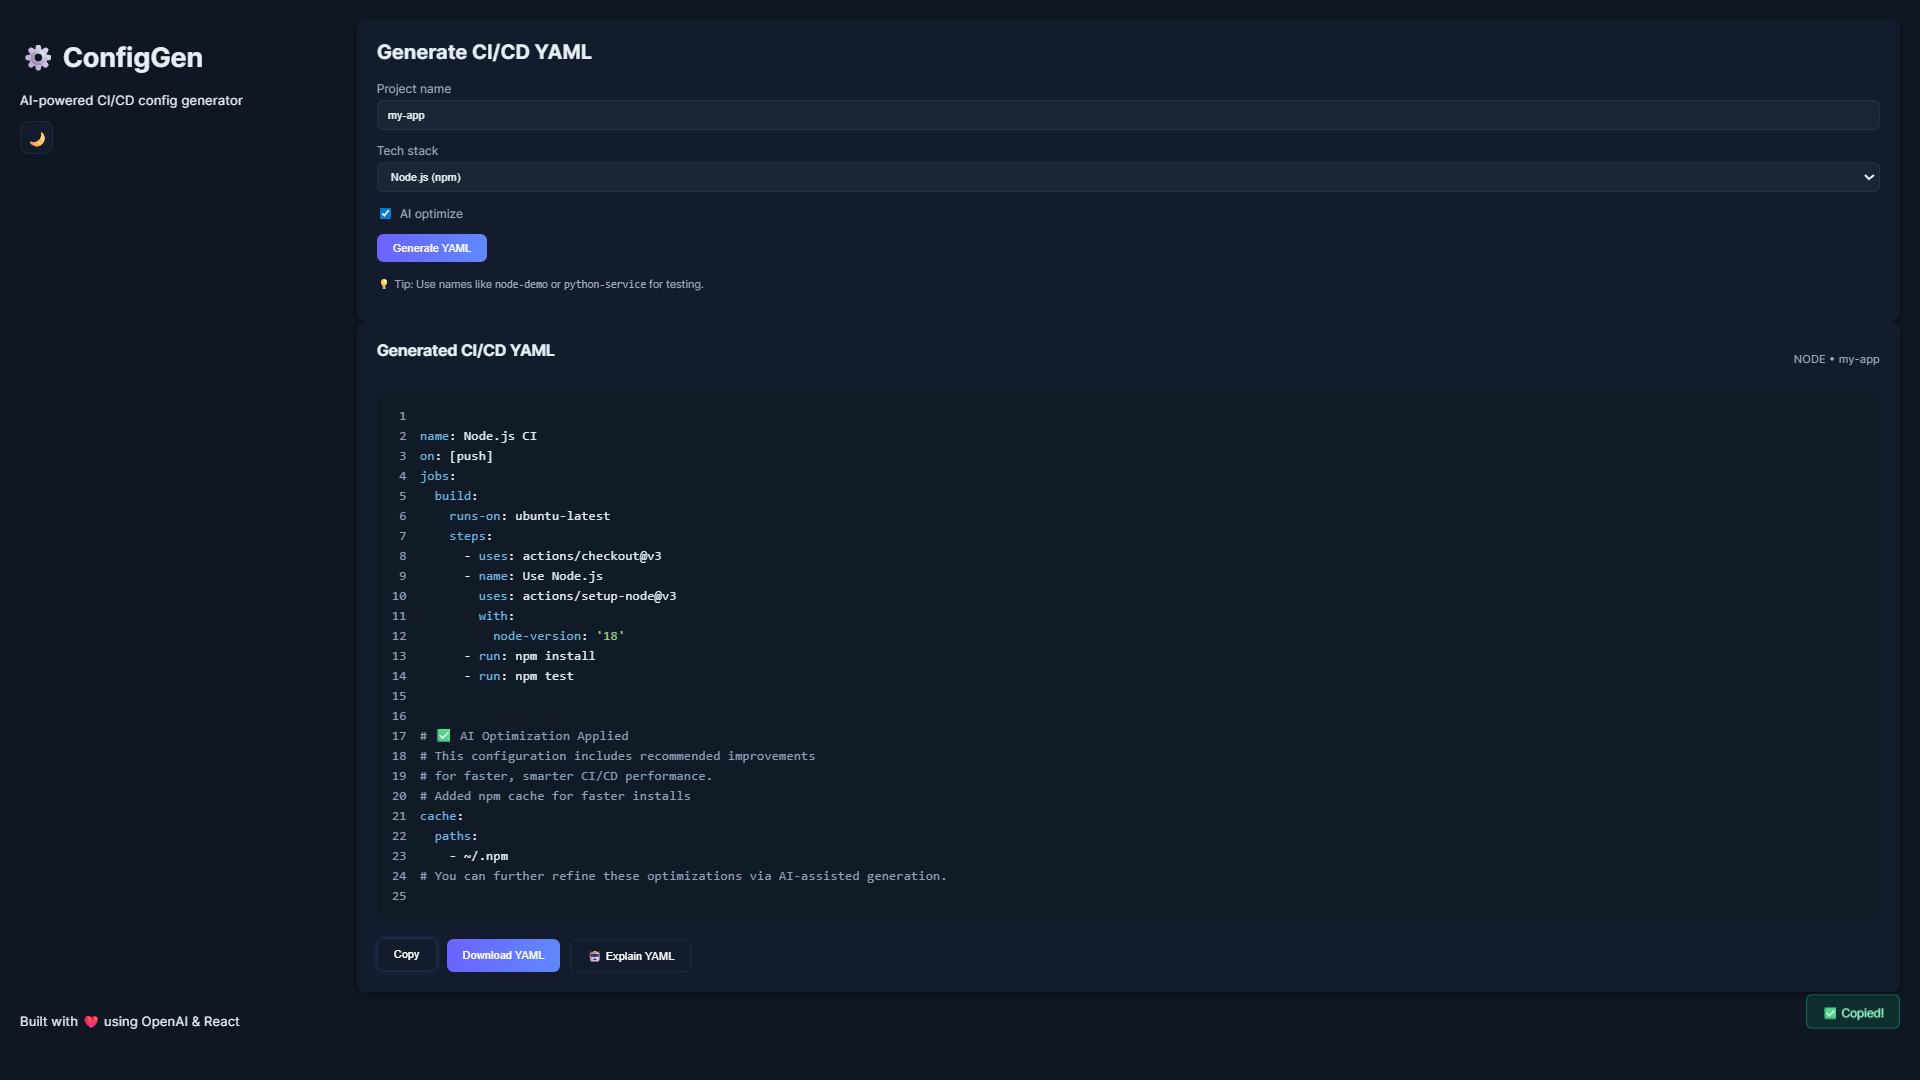 ⚙️ ConfigGen
AI-powered CI/CD config generator
🌙
Generate CI/CD YAML
Project name
my-app
Tech stack
Node.js (npm)
AI optimize
Generate YAML
💡 Tip: Use names like node-demo or python-service for testing.
Generated CI/CD YAML
NODE • my-app
1
2 name: Node.js CI
3 on: [push]
4 jobs:
5   build:
6     runs-on: ubuntu-latest
7     steps:
8       - uses: actions/checkout@v3
9       - name: Use Node.js
10         uses: actions/setup-node@v3
11         with:
12           node-version: '18'
13       - run: npm install
14       - run: npm test
15
16
17 # ✅ AI Optimization Applied
18 # This configuration includes recommended improvements
19 # for faster, smarter CI/CD performance.
20 # Added npm cache for faster installs
21 cache:
22   paths:
23     - ~/.npm
24 # You can further refine these optimizations via AI-assisted generation.
25
Copy
Download YAML
🤖 Explain YAML
Built with ❤️ using OpenAI & React
✅ Copied!